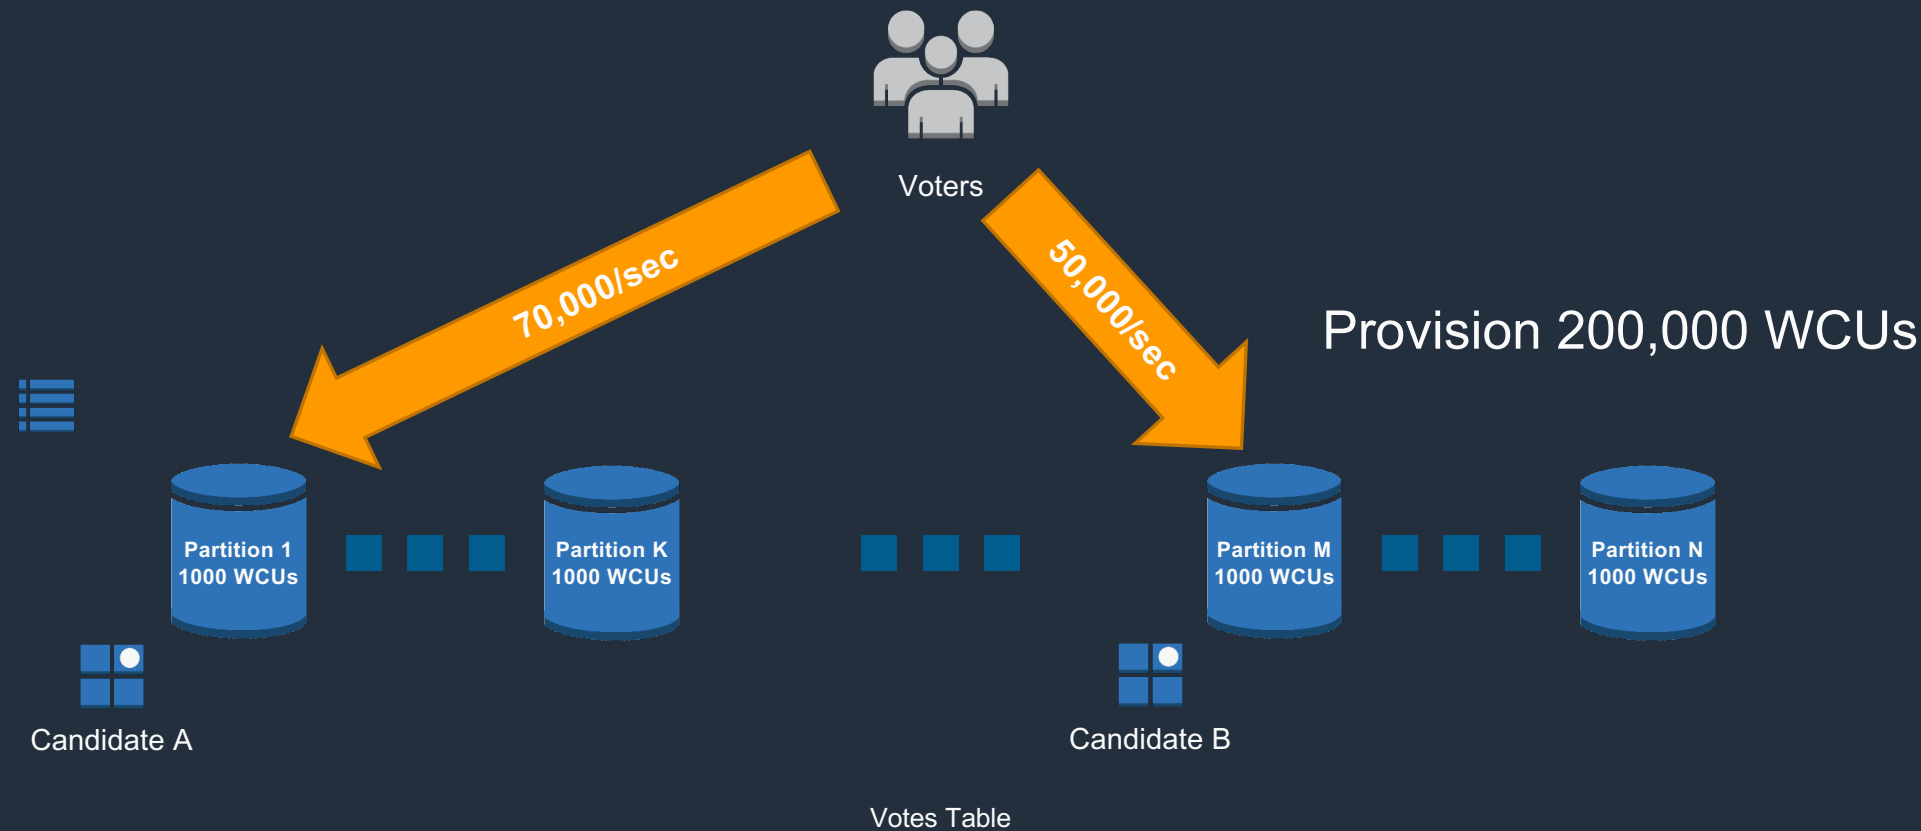 Voters
70,000/sec
50,000/sec
Provision 200,000 WCUs
Partition 1
1000 WCUs
Partition K
1000 WCUs
Partition M
1000 WCUs
Partition N
1000 WCUs
Candidate A
Candidate B
Votes Table